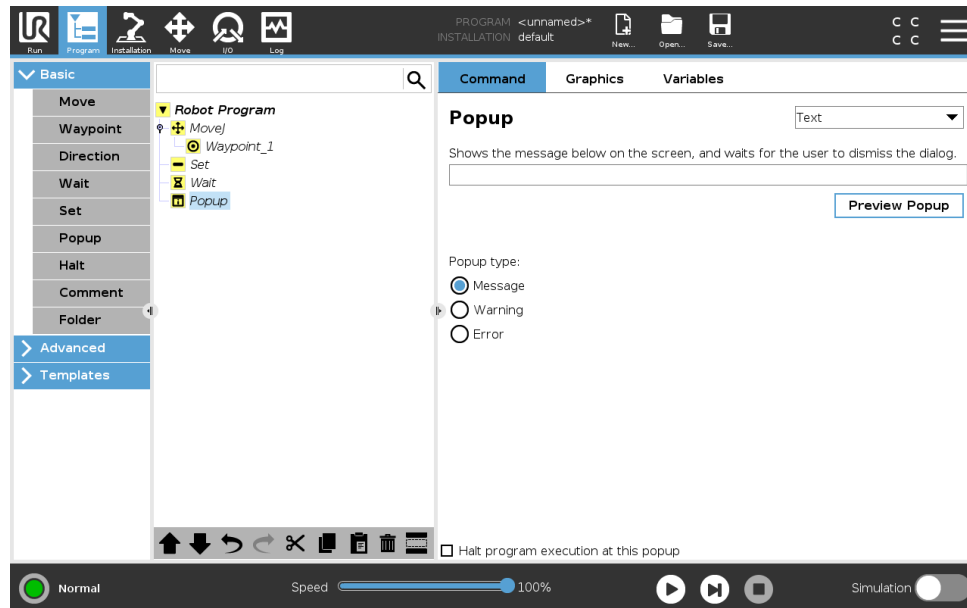 PROGRAM <unnamed>*
INSTALLATION default
UR
Run
Program
Installation
Move
I/O
Log
New...
Open...
Save...
C C
C C
Basic
Move
Waypoint
Direction
Wait
Set
Popup
Halt
Comment
Folder
Advanced
Templates
Robot Program
MoveJ
Waypoint_1
Set
Wait
Popup
Command
Graphics
Variables
Popup
Text
Shows the message below on the screen, and waits for the user to dismiss the dialog.
Preview Popup
Popup type:
Message
Warning
Error
Halt program execution at this popup
Normal
Speed
100%
Simulation